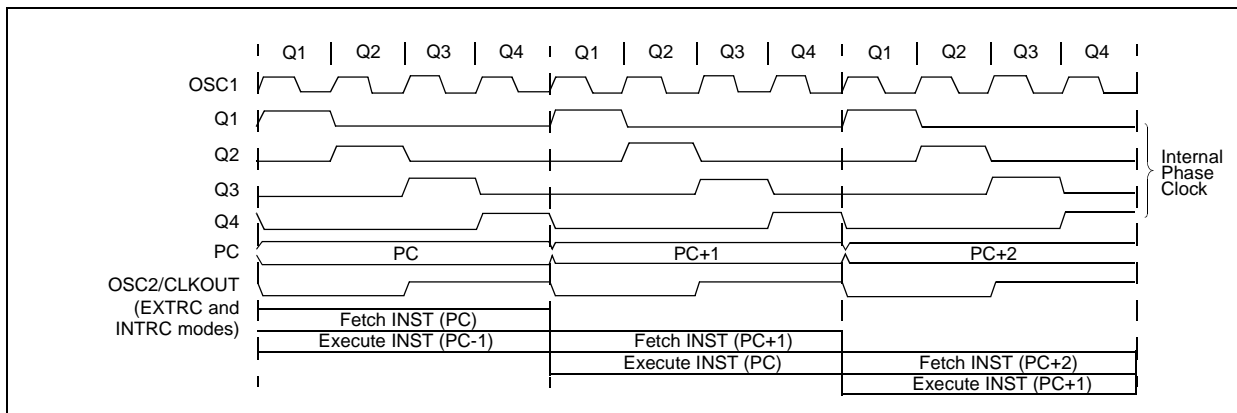 Q1 Q2 Q3 Q4 Q1 Q2 Q3 Q4 Q1 Q2 Q3 Q4
OSC1
Q1
Q2
Q3
Q4
PC
Internal
Phase
Clock
PC PC+1 PC+2
OSC2/CLKOUT
(EXTRC and
INTRC modes)
Fetch INST (PC)
Execute INST (PC-1) Fetch INST (PC+1)
Execute INST (PC) Fetch INST (PC+2)
Execute INST (PC+1)